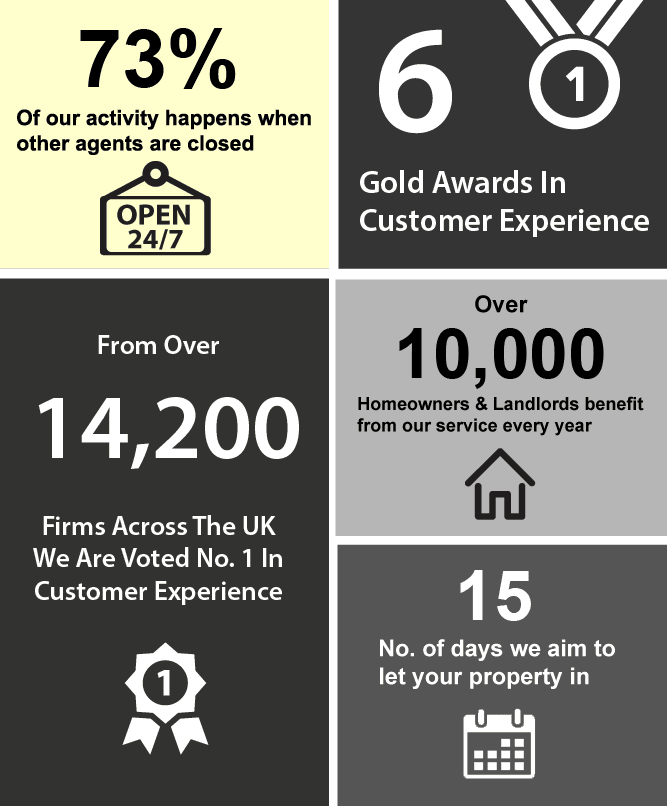 73%
Of our activity happens when
other agents are closed
OPEN
24/7
6
1
Gold Awards In
Customer Experience
From Over
14,200
Firms Across The UK
We Are Voted No. 1 In
Customer Experience
1
Over
10,000
Homeowners & Landlords benefit
from our service every year
15
No. of days we aim to
let your property in